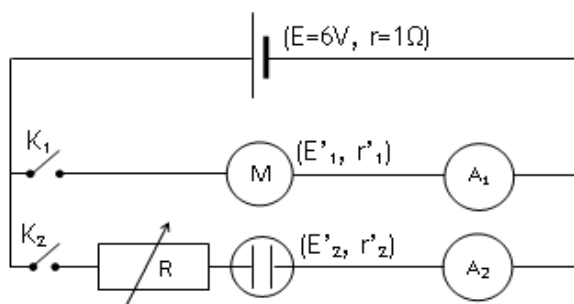 (E=6V, r=1Ω)
K₁
M
(E'₁, r'₁)
A₁
K₂
R
(E'₂, r'₂)
A₂